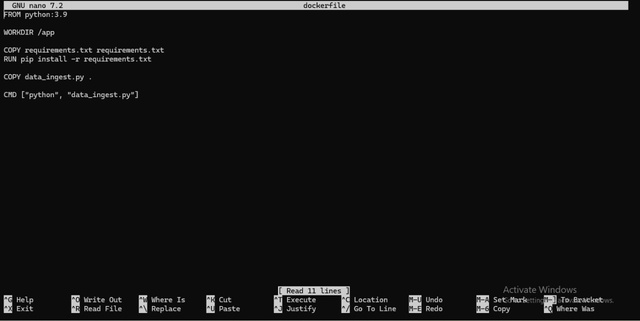 GNU nano 7.2 dockerfile
FROM python:3.9
WORKDIR /app
COPY requirements.txt requirements.txt
RUN pip install -r requirements.txt
COPY data_ingest.py .
CMD ["python", "data_ingest.py"]
[ Read 11 lines ]
Activate Windows
^G Help ^O Write Out ^W Where Is ^K Cut ^T Execute ^C Location M-U Undo M-A Set Mark M-] To Bracket
^X Exit ^R Read File ^\ Replace ^U Paste ^J Justify ^/ Go To Line M-E Redo M-6 Copy ^Q Where Was